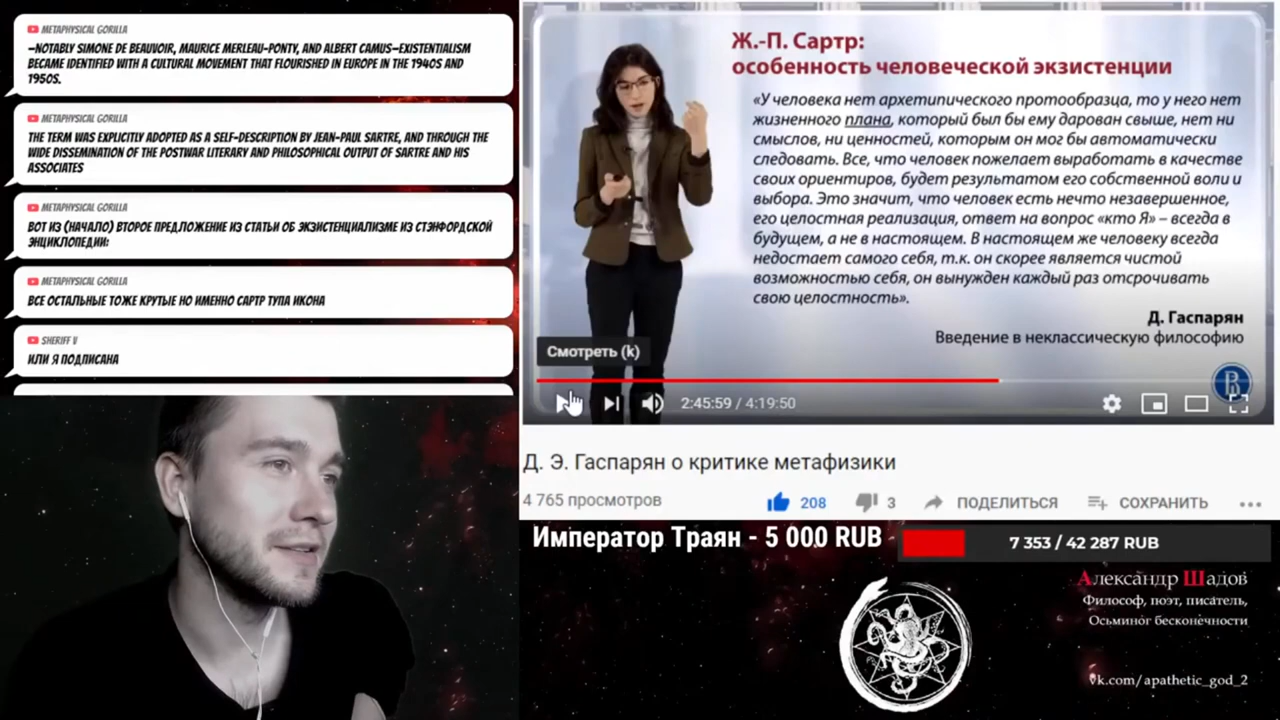 METAPHYSICAL GORILLA
–NOTABLY SIMONE DE BEAUVOIR, MAURICE MERLEAU-PONTY, AND ALBERT CAMUS—EXISTENTIALISM
BECAME IDENTIFIED WITH A CULTURAL MOVEMENT THAT FLOURISHED IN EUROPE IN THE 1940S AND
1950S.
METAPHYSICAL GORILLA
THE TERM WAS EXPLICITLY ADOPTED AS A SELF-DESCRIPTION BY JEAN-PAUL SARTRE, AND THROUGH THE
WIDE DISSEMINATION OF THE POSTWAR LITERARY AND PHILOSOPHICAL OUTPUT OF SARTRE AND HIS
ASSOCIATES
METAPHYSICAL GORILLA
ВОТ ИЗ (НАЧАЛО) ВТОРОЕ ПРЕДЛОЖЕНИЕ ИЗ СТАТЬИ ОБ ЭКЗИСТЕНЦИАЛИЗМЕ ИЗ СТЭНФОРДСКОЙ
ЭНЦИКЛОПЕДИИ:
METAPHYSICAL GORILLA
ВСЕ ОСТАЛЬНЫЕ ТОЖЕ КРУТЫЕ НО ИМЕННО САРТР ТУПА ИКОНА
SHERIFF V
ИЛИ Я ПОДПИСАНА
Ж.-П. Сартр:
особенность человеческой экзистенции
«У человека нет архетипического протообразца, то у него нет
жизненного плана, который был бы ему дарован свыше, нет ни
смыслов, ни ценностей, которым он мог бы автоматически
следовать. Все, что человек пожелает выработать в качестве
своих ориентиров, будет результатом его собственной воли и
выбора. Это значит, что человек есть нечто незавершенное,
его целостная реализация, ответ на вопрос «кто Я» – всегда в
будущем, а не в настоящем. В настоящем же человеку всегда
недостает самого себя, т.к. он скорее является чистой
возможностью себя, он вынужден каждый раз отсрочивать
свою целостность».
Д. Гаспарян
Введение в неклассическую философию
Смотреть (k)
2:45:59 / 4:19:50
Д. Э. Гаспарян о критике метафизики
4 765 просмотров
208
3
ПОДЕЛИТЬСЯ
СОХРАНИТЬ
Император Траян - 5 000 RUB
7 353 / 42 287 RUB
Александр Шадов
Философ, поэт, писатель,
Осьминог бесконечности
vk.com/apathetic_god_2